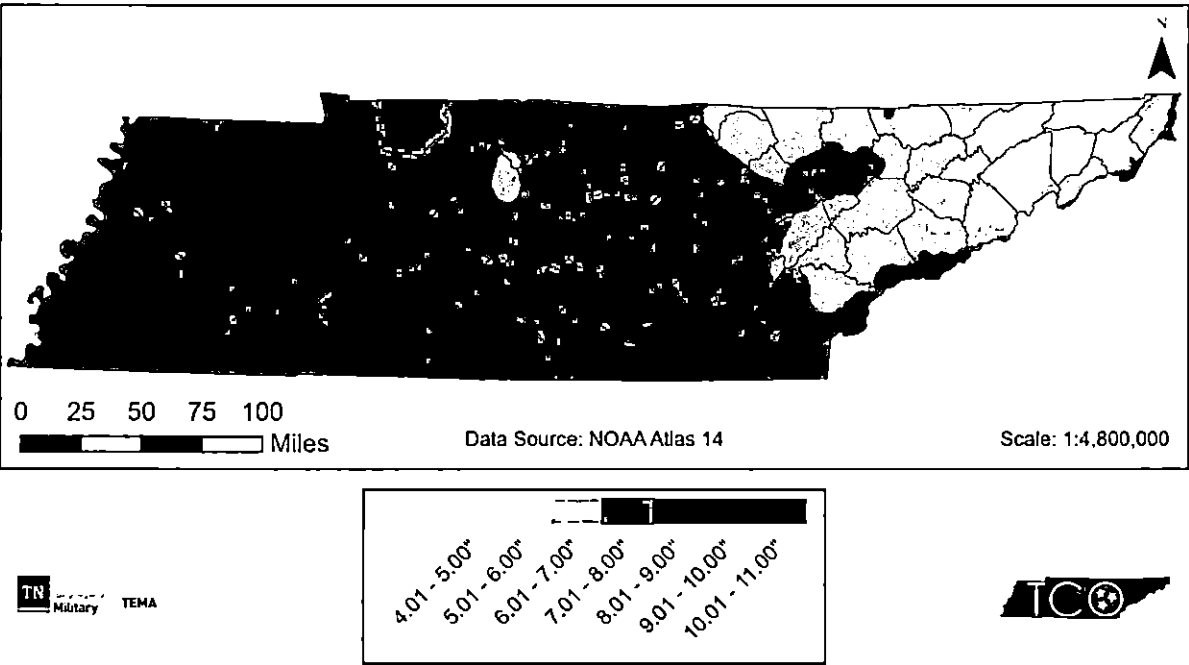 N
0 25 50 75 100
Miles
Data Source: NOAA Atlas 14
Scale: 1:4,800,000
4.01 - 5.00"
5.01 - 6.00"
6.01 - 7.00"
7.01 - 8.00"
8.01 - 9.00"
9.01 - 10.00"
10.01 - 11.00"
TN
Military
TEMA
TCO